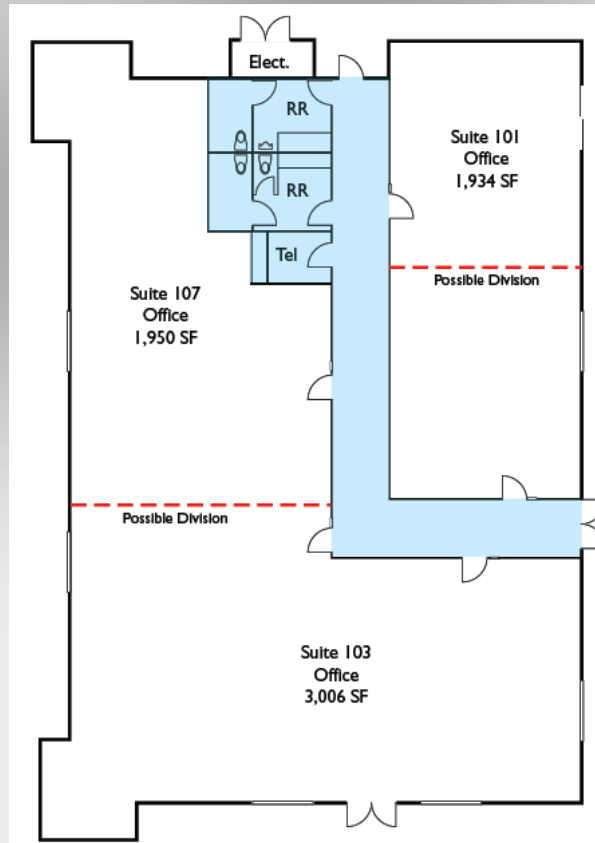 Elect.
RR
Suite 101
Office
1,934 SF
RR
Tel
Possible Division
Suite 107
Office
1,950 SF
Possible Division
Suite 103
Office
3,006 SF